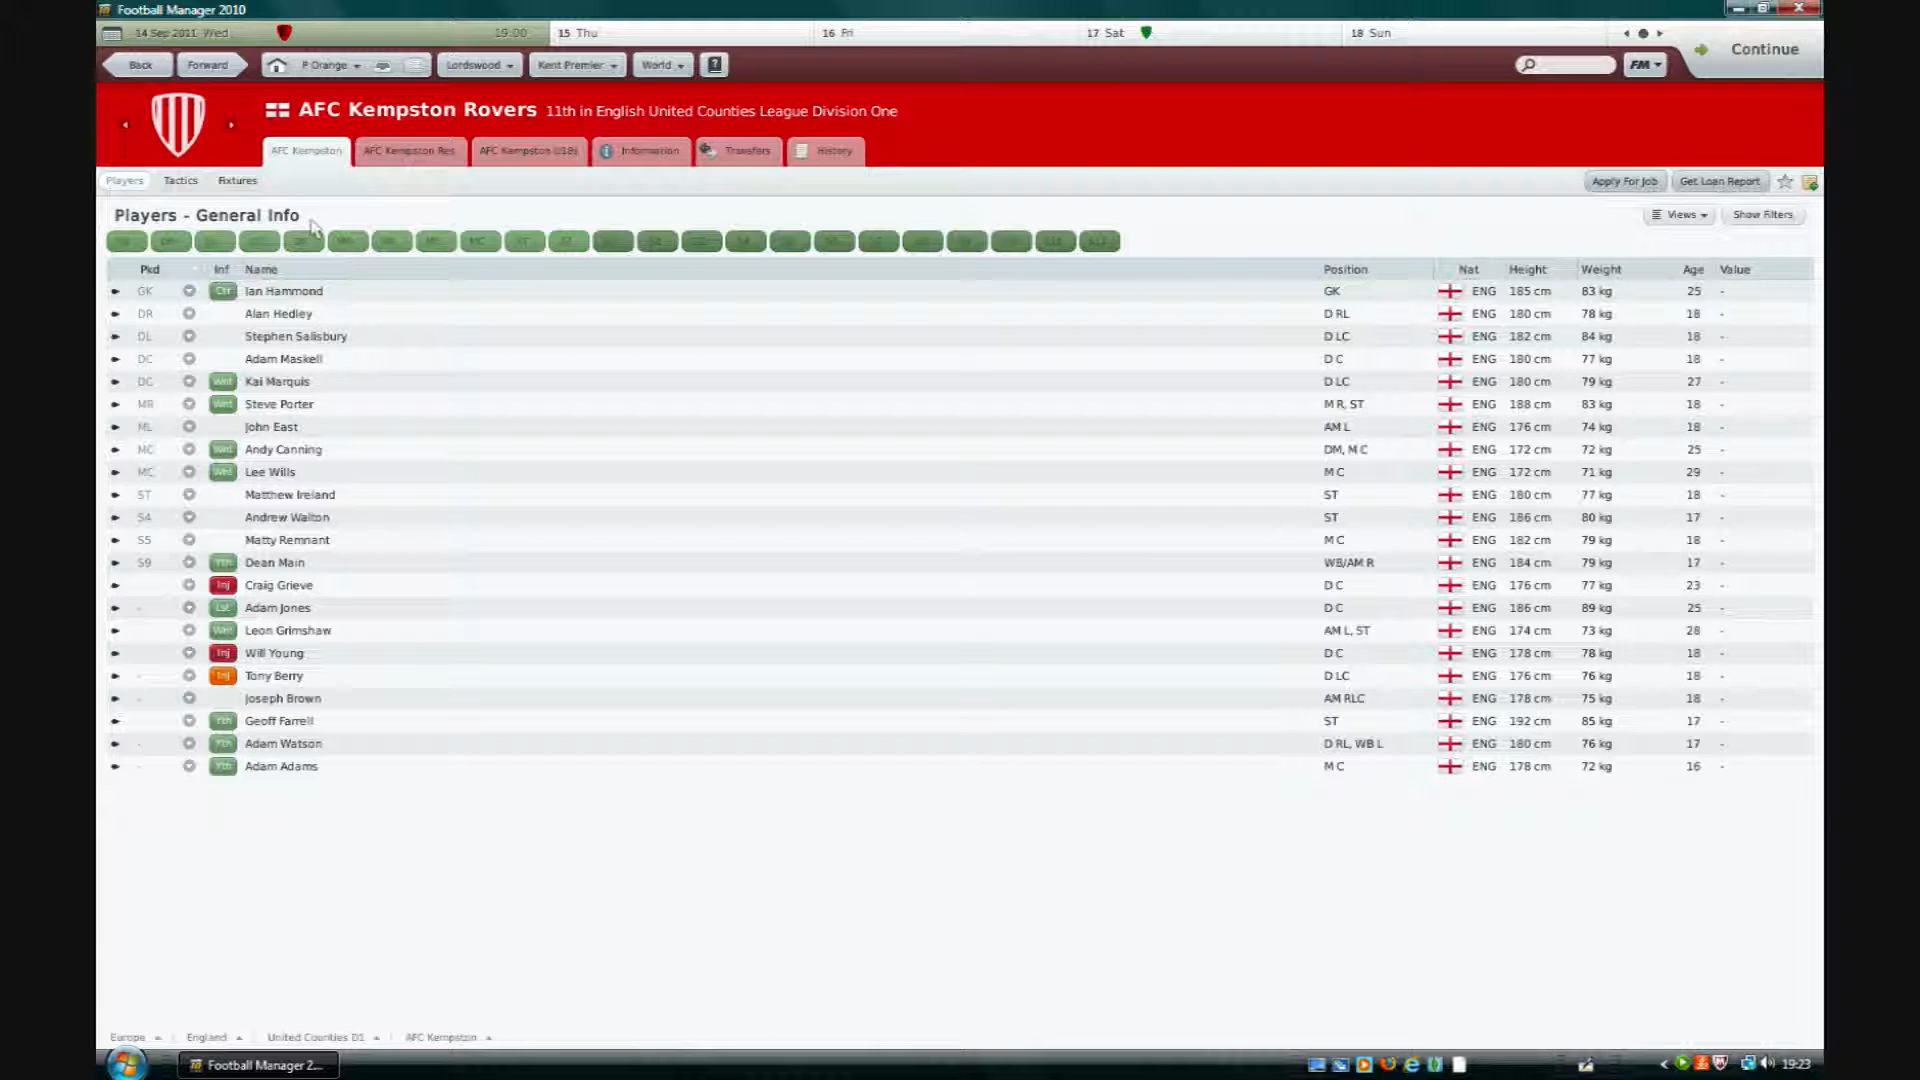 Football Manager 2010
14 Sep 2011 Wed 19:00 15 Thu 16 Fri 17 Sat 18 Sun
Continue
Back Forward P Orange Lordswood Kent Premier World FM
AFC Kempston Rovers 11th in English United Counties League Division One
AFC Kempston AFC Kempston Res AFC Kempston U18s Information Transfers History
Players Tactics Fixtures Apply For Job Get Loan Report
Players - General Info Views Show Filters
Pkd Inf Name Position Nat Height Weight Age Value
GK Ctr Ian Hammond GK ENG 185 cm 83 kg 25 -
DR Alan Hedley D RL ENG 180 cm 78 kg 18 -
DL Stephen Salisbury D LC ENG 182 cm 84 kg 18 -
DC Adam Maskell D C ENG 180 cm 77 kg 18 -
DC Wnt Kai Marquis D LC ENG 180 cm 79 kg 27 -
MR Wnt Steve Porter M R, ST ENG 188 cm 83 kg 18 -
ML John East AM L ENG 176 cm 74 kg 18 -
MC Wnt Andy Canning DM, M C ENG 172 cm 72 kg 25 -
MC Wnt Lee Wills M C ENG 172 cm 71 kg 29 -
ST Matthew Ireland ST ENG 180 cm 77 kg 18 -
S4 Andrew Walton ST ENG 186 cm 80 kg 17 -
S5 Matty Remnant M C ENG 182 cm 79 kg 18 -
S9 Yth Dean Main WB/AM R ENG 184 cm 79 kg 17 -
Inj Craig Grieve D C ENG 176 cm 77 kg 23 -
- Lst Adam Jones D C ENG 186 cm 89 kg 25 -
Wnt Leon Grimshaw AM L, ST ENG 174 cm 73 kg 28 -
Inj Will Young D C ENG 178 cm 78 kg 18 -
- Inj Tony Berry D LC ENG 176 cm 76 kg 18 -
- Joseph Brown AM RLC ENG 178 cm 75 kg 18 -
Yth Geoff Farrell ST ENG 192 cm 85 kg 17 -
- Yth Adam Watson D RL, WB L ENG 180 cm 76 kg 17 -
- Yth Adam Adams M C ENG 178 cm 72 kg 16 -
Europe England United Counties D1 AFC Kempston
Football Manager 2... 19:23